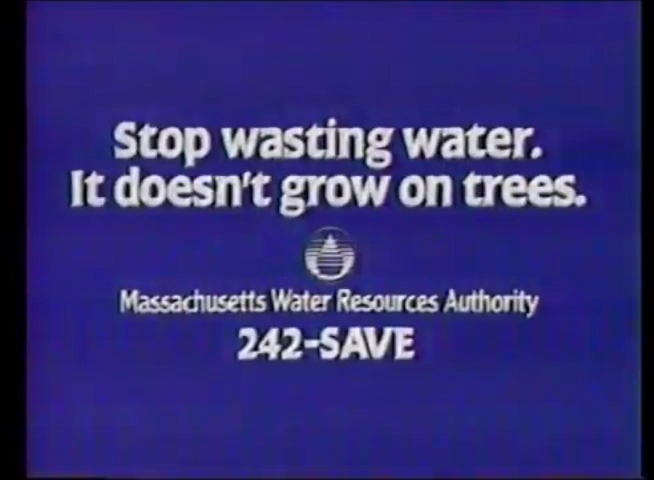 Stop wasting water.
It doesn't grow on trees.
Massachusetts Water Resources Authority
242-SAVE